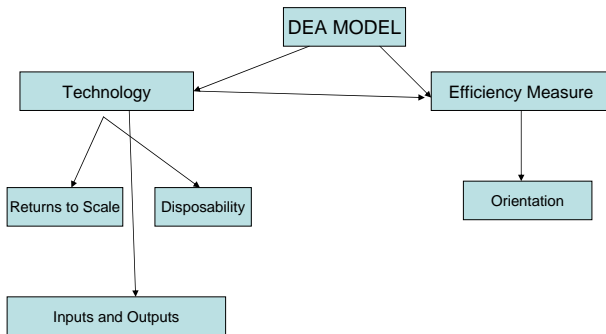 DEA MODEL
Technology
Efficiency Measure
Returns to Scale
Disposability
Orientation
Inputs and Outputs